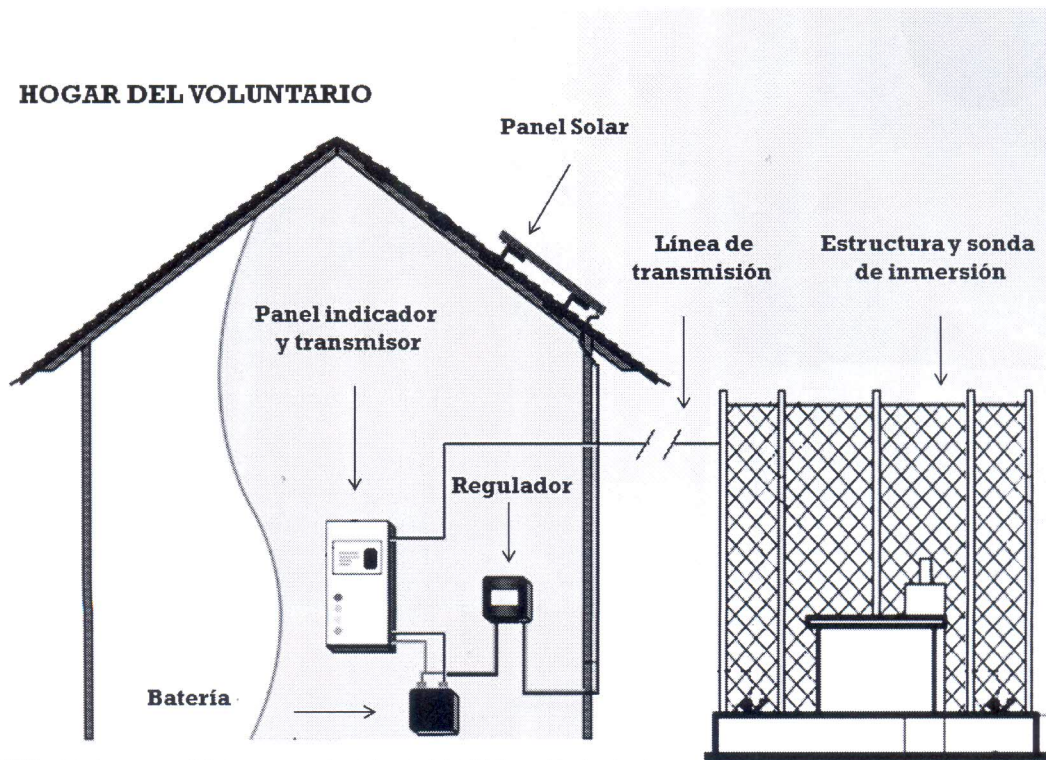 HOGAR DEL VOLUNTARIO
Panel Solar
Línea de
transmisión
Estructura y sonda
de inmersión
Panel indicador
y transmisor
Regulador
Batería